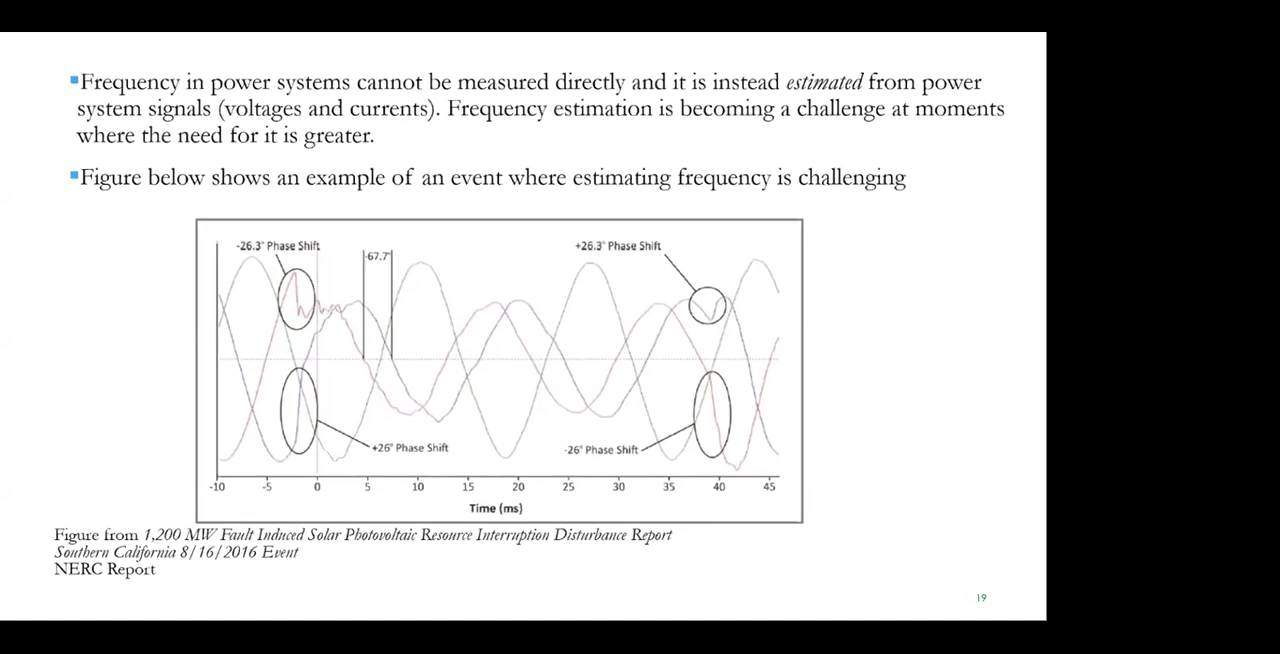 ▪Frequency in power systems cannot be measured directly and it is instead estimated from power
system signals (voltages and currents). Frequency estimation is becoming a challenge at moments
where the need for it is greater.
▪Figure below shows an example of an event where estimating frequency is challenging
-26.3° Phase Shift
-67.7°
+26.3° Phase Shift
+26° Phase Shift
-26° Phase Shift
-10 -5 0 5 10 15 20 25 30 35 40 45
Time (ms)
Figure from 1,200 MW Fault Induced Solar Photovoltaic Resource Interruption Disturbance Report
Southern California 8/16/2016 Event
NERC Report
19